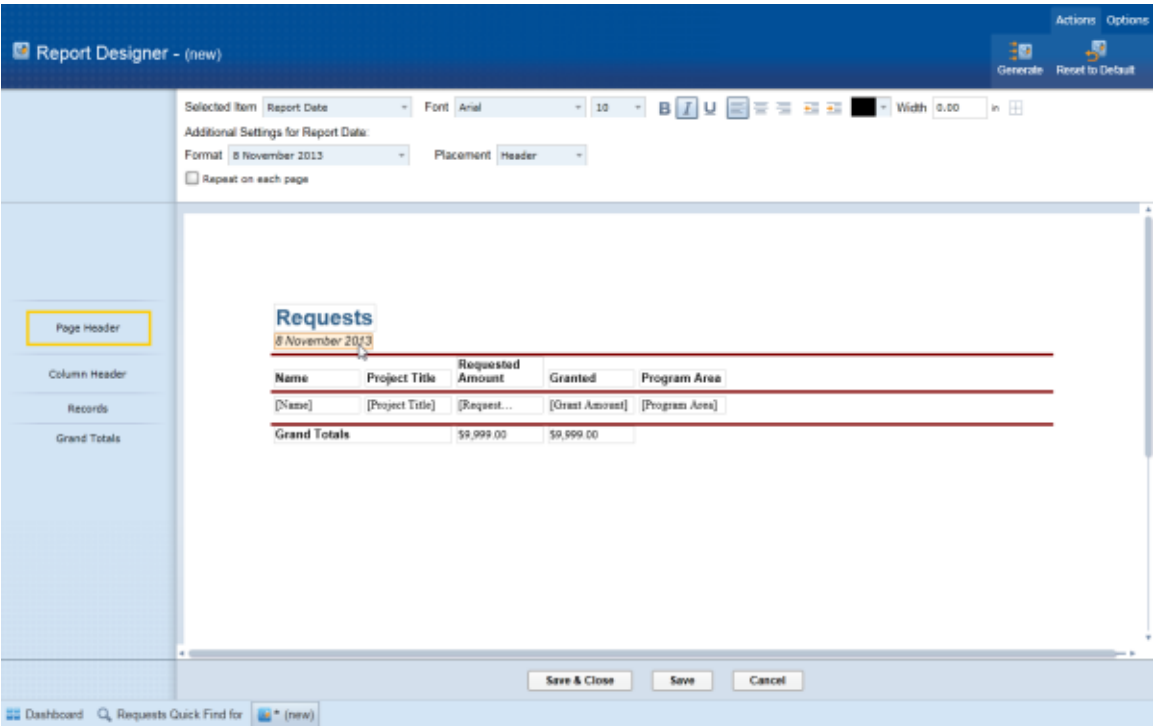 Actions Options
Report Designer - (new)
Generate Reset to Default
Selected Item Report Date Font Arial 10 B I U Width 0.00 in
Additional Settings for Report Date:
Format 8 November 2013 Placement Header
Repeat on each page
Requests
8 November 2013
Page Header
Column Header
Records
Grand Totals
Requested
Name Project Title Amount Granted Program Area
[Name] [Project Title] [Request... [Grant Amount] [Program Area]
Grand Totals $9,999.00 $9,999.00
Save & Close Save Cancel
Dashboard Requests Quick Find for * (new)